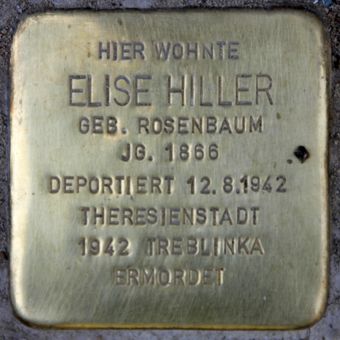 HIER WOHNTE
ELISE HILLER
GEB. ROSENBAUM
JG. 1866
DEPORTIERT 12.8.1942
THERESIENSTADT
1942 TREBLINKA
ERMORDET